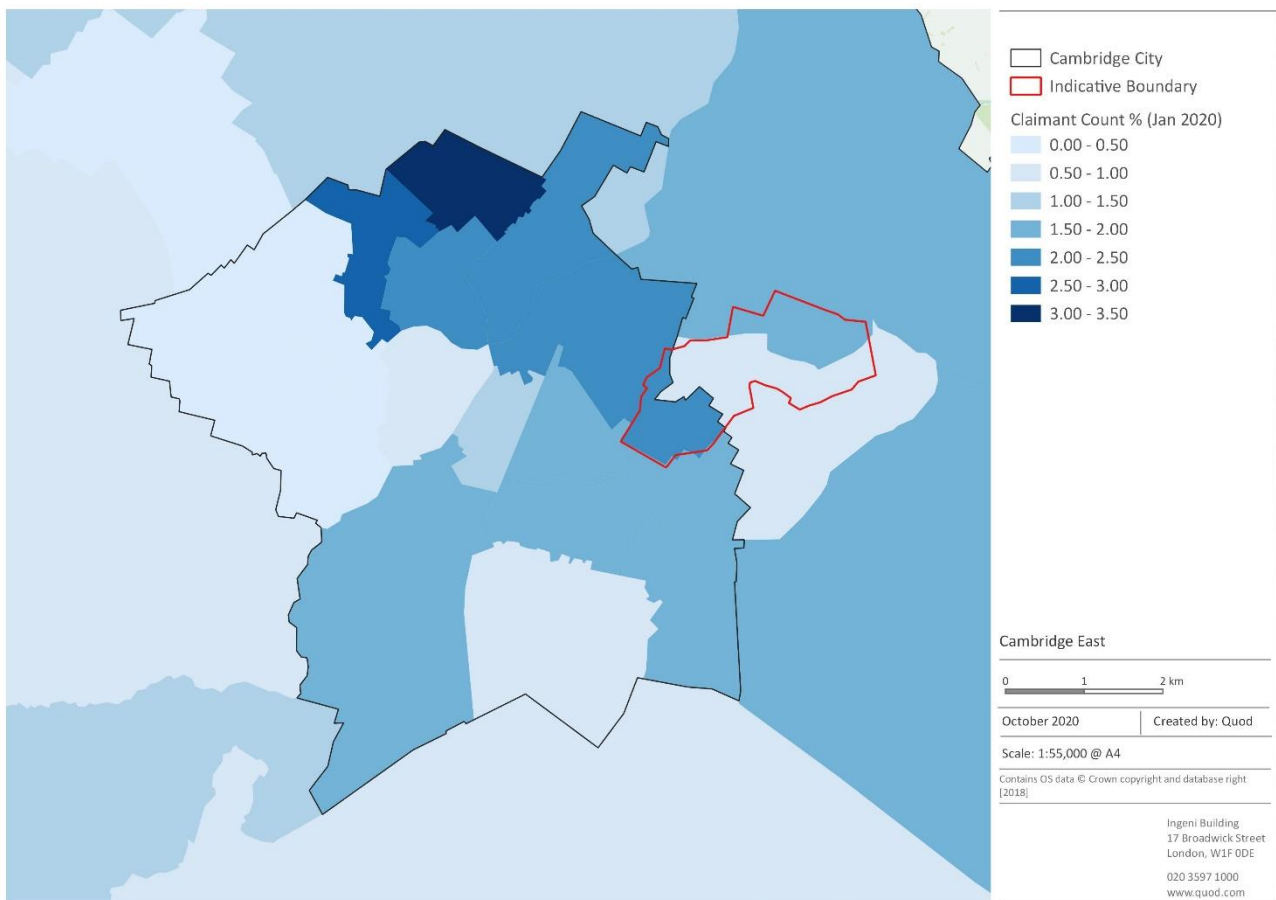 Cambridge City
Indicative Boundary
Claimant Count % (Jan 2020)
0.00 - 0.50
0.50 - 1.00
1.00 - 1.50
1.50 - 2.00
2.00 - 2.50
2.50 - 3.00
3.00 - 3.50
Cambridge East
0 1 2 km
October 2020 Created by: Quod
Scale: 1:55,000 @ A4
Contains OS data © Crown copyright and database right
[2018]
Ingeni Building
17 Broadwick Street
London, W1F 0DE
020 3597 1000
www.quod.com